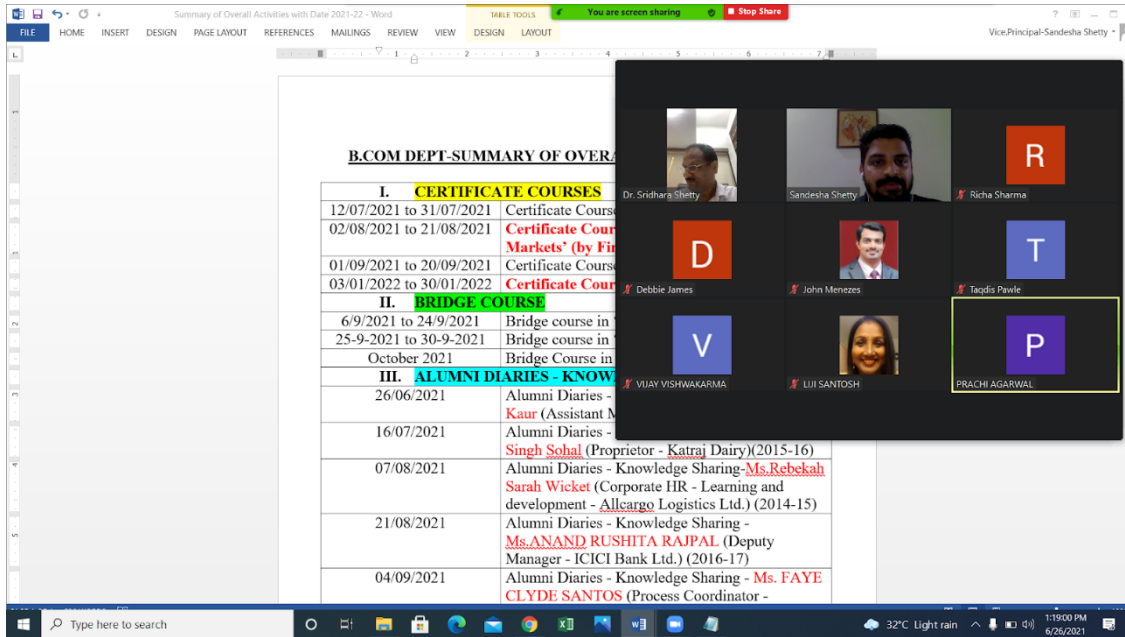 Summary of Overall Activities with Date 2021-22 - Word
TABLE TOOLS
You are screen sharing
Stop Share
?
FILE HOME INSERT DESIGN PAGE LAYOUT REFERENCES MAILINGS REVIEW VIEW DESIGN LAYOUT
Vice.Principal-Sandesha Shetty
B.COM DEPT-SUMMARY OF OVERA
I. CERTIFICATE COURSES
12/07/2021 to 31/07/2021 Certificate Course
02/08/2021 to 21/08/2021 Certificate Cour
Markets’ (by Fin
01/09/2021 to 20/09/2021 Certificate Course
03/01/2022 to 30/01/2022 Certificate Cour
II. BRIDGE COURSE
6/9/2021 to 24/9/2021 Bridge course in
25-9-2021 to 30-9-2021 Bridge course in
October 2021 Bridge Course in
III. ALUMNI DIARIES - KNOW
26/06/2021 Alumni Diaries -
Kaur (Assistant M
16/07/2021 Alumni Diaries -
Singh Sohal (Proprietor - Katraj Dairy)(2015-16)
07/08/2021 Alumni Diaries - Knowledge Sharing-Ms.Rebekah
Sarah Wicket (Corporate HR - Learning and
development - Allcargo Logistics Ltd.) (2014-15)
21/08/2021 Alumni Diaries - Knowledge Sharing -
Ms.ANAND RUSHITA RAJPAL (Deputy
Manager - ICICI Bank Ltd.) (2016-17)
04/09/2021 Alumni Diaries - Knowledge Sharing - Ms. FAYE
CLYDE SANTOS (Process Coordinator -
Dr. Sridhara Shetty
Sandesha Shetty
R
Richa Sharma
D
Debbie James
John Menezes
T
Taqdis Pawle
V
VIJAY VISHWAKARMA
LIJI SANTOSH
P
PRACHI AGARWAL
Type here to search
32°C Light rain
1:19:00 PM
6/26/2021